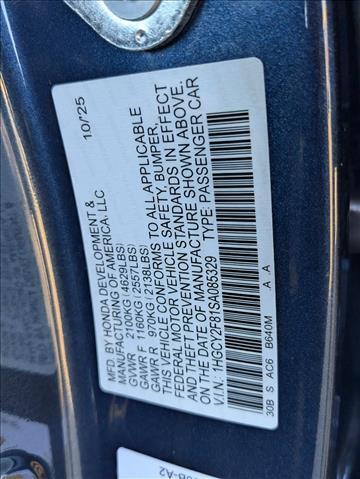 MFD. BY HONDA DEVELOPMENT &
MANUFACTURING OF AMERICA, LLC
10/'25
GVWR 2100KG (4629LBS)
GAWR F 1160KG (2557LBS)
GAWR R 970KG (2138LBS)
THIS VEHICLE CONFORMS TO ALL APPLICABLE
FEDERAL MOTOR VEHICLE SAFETY, BUMPER,
AND THEFT PREVENTION STANDARDS IN EFFECT
ON THE DATE OF MANUFACTURE SHOWN ABOVE.
V.I.N.: 1HGCY2F81SA085329 TYPE: PASSENGER CAR
30B S AC6 B640M A A